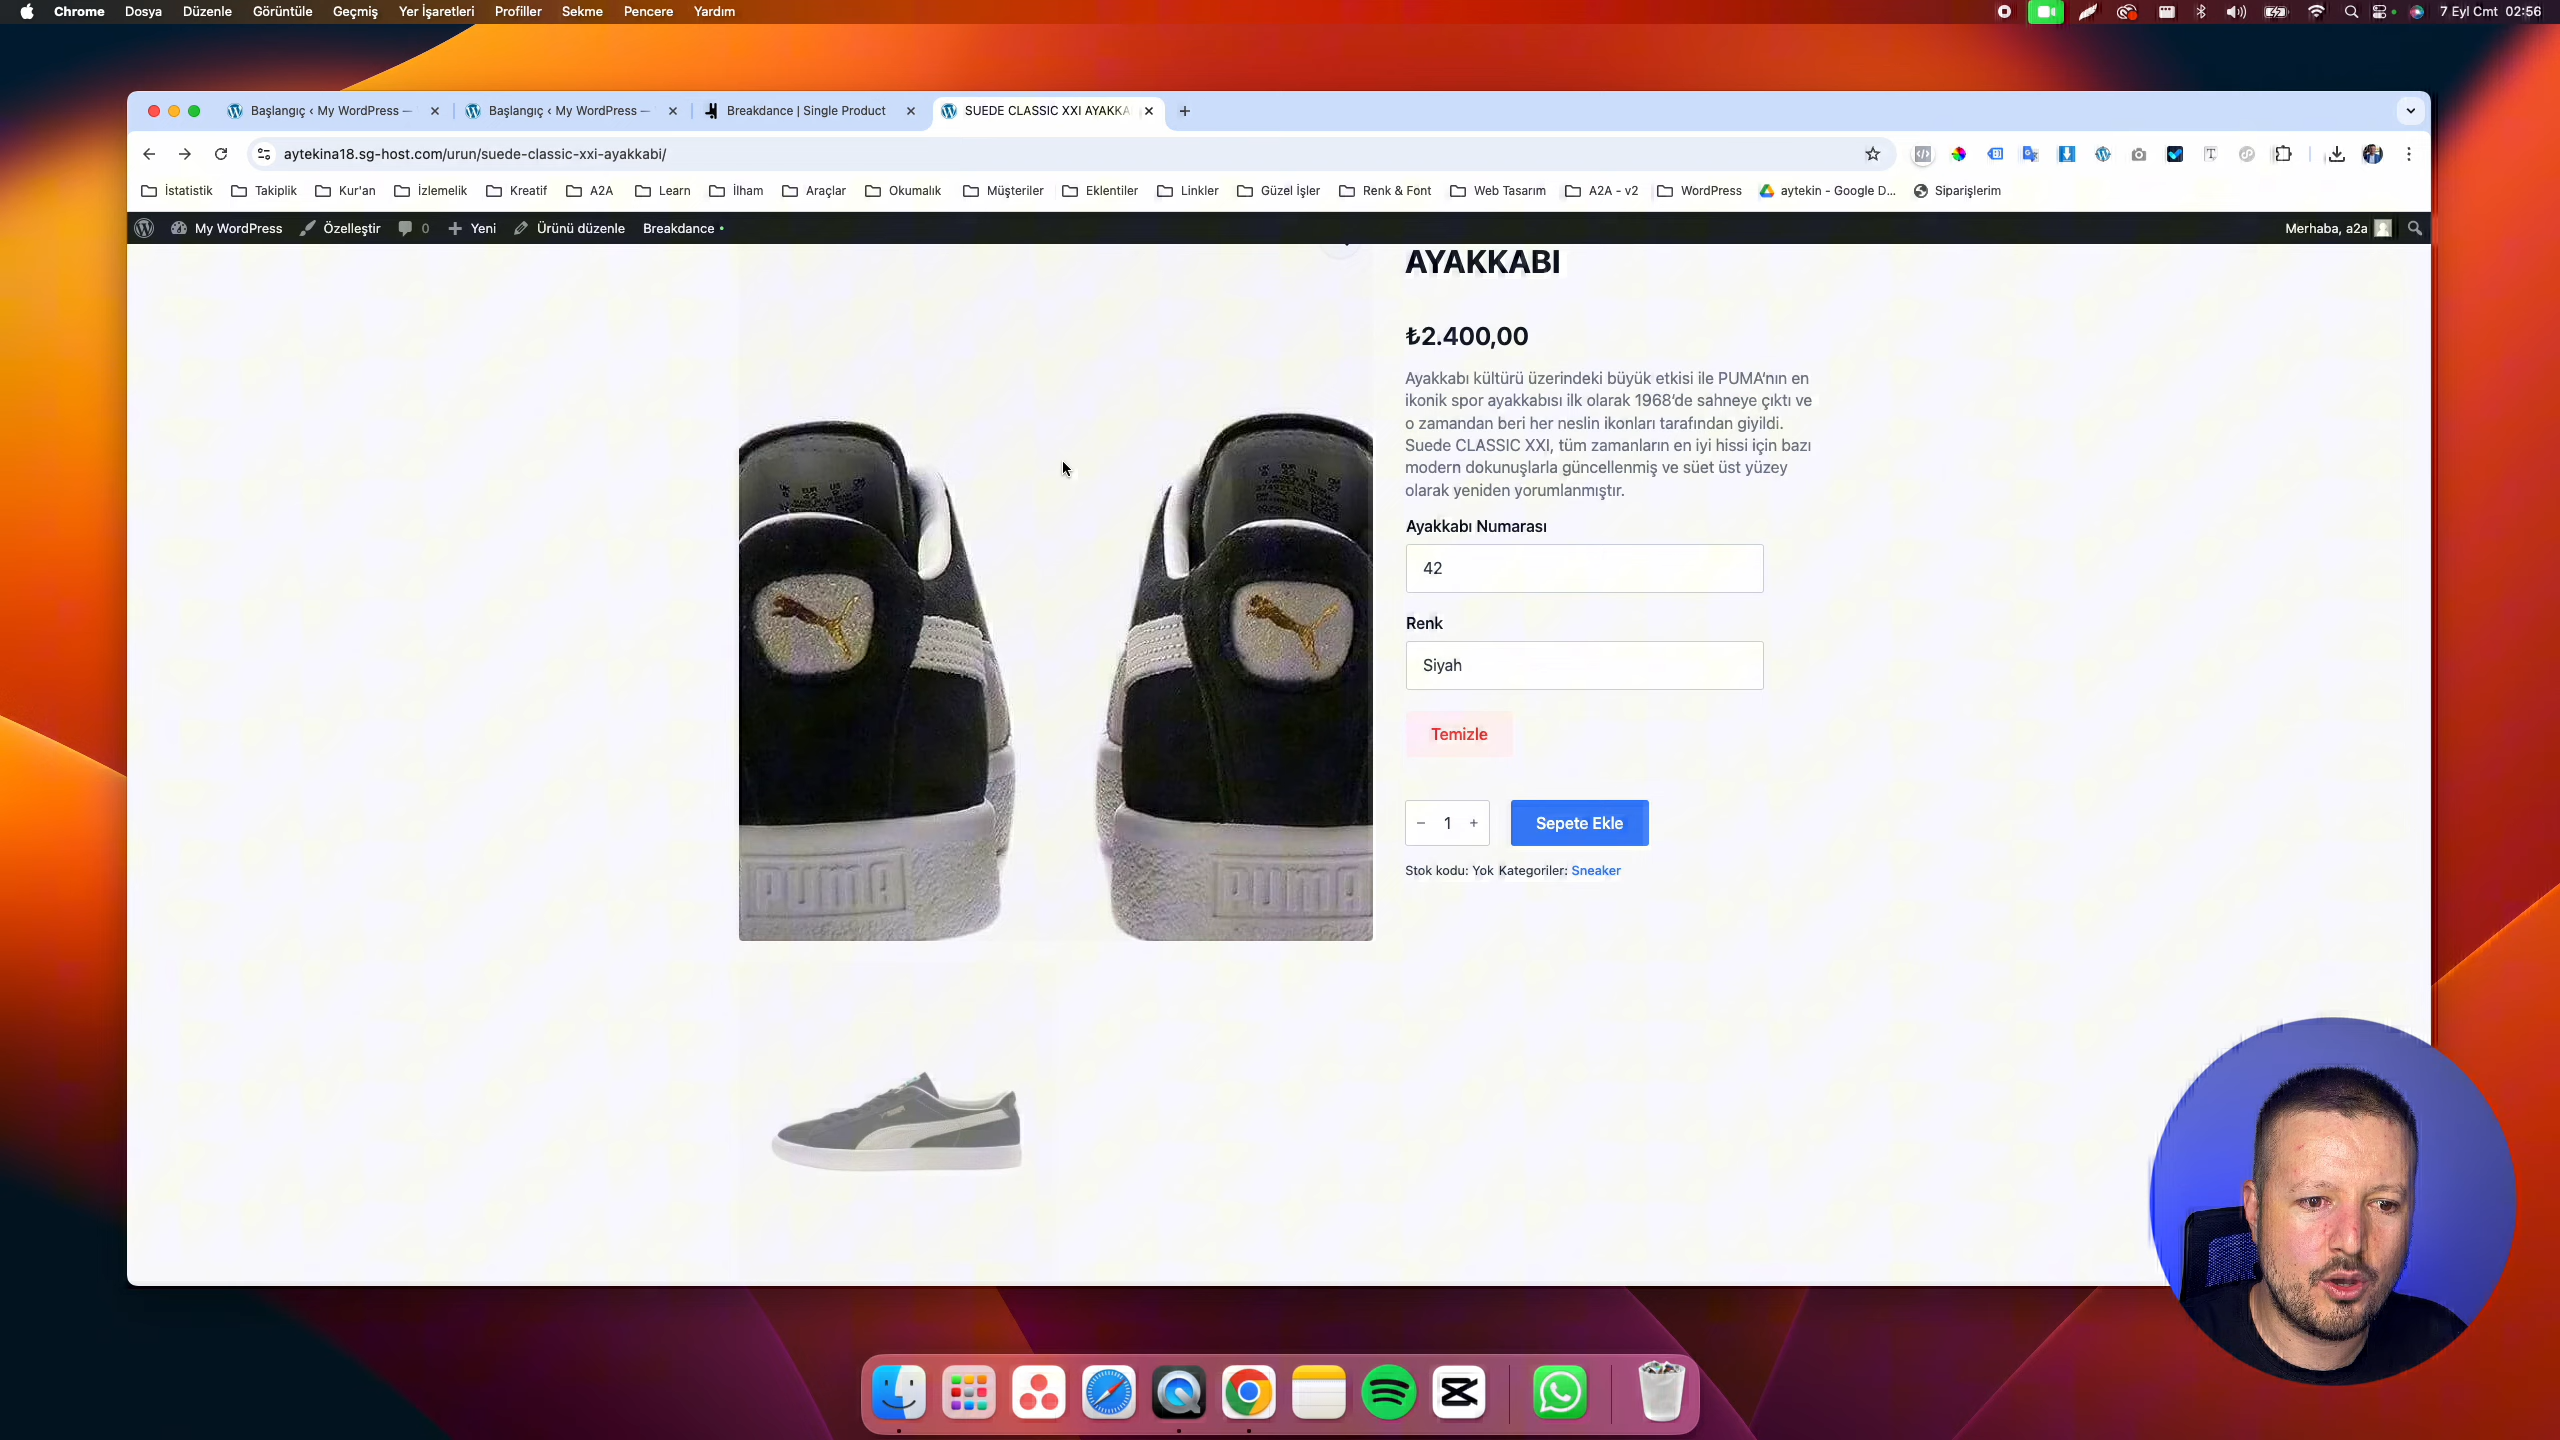 Chrome Dosya Düzenle Görüntüle Geçmiş Yer İşaretleri Profiller Sekme Pencere Yardım
7 Eyl Cmt 02:56
Başlangıç ‹ My WordPress —
Başlangıç ‹ My WordPress —
Breakdance | Single Product
SUEDE CLASSIC XXI AYAKKA
aytekina18.sg-host.com/urun/suede-classic-xxi-ayakkabi/
İstatistik Takiplik Kur'an İzlemelik Kreatif A2A Learn İlham Araçlar Okumalık Müşteriler Eklentiler Linkler Güzel İşler Renk & Font Web Tasarım A2A - v2 WordPress aytekin - Google D... Siparişlerim
My WordPress Özelleştir 0 Yeni Ürünü düzenle Breakdance
Merhaba, a2a
AYAKKABI
₺2.400,00
Ayakkabı kültürü üzerindeki büyük etkisi ile PUMA'nın en
ikonik spor ayakkabısı ilk olarak 1968'de sahneye çıktı ve
o zamandan beri her neslin ikonları tarafından giyildi.
Suede CLASSIC XXI, tüm zamanların en iyi hissi için bazı
modern dokunuşlarla güncellenmiş ve süet üst yüzey
olarak yeniden yorumlanmıştır.
Ayakkabı Numarası
42
Renk
Siyah
Temizle
− 1 +
Sepete Ekle
Stok kodu: Yok Kategoriler: Sneaker
PUMA
PUMA